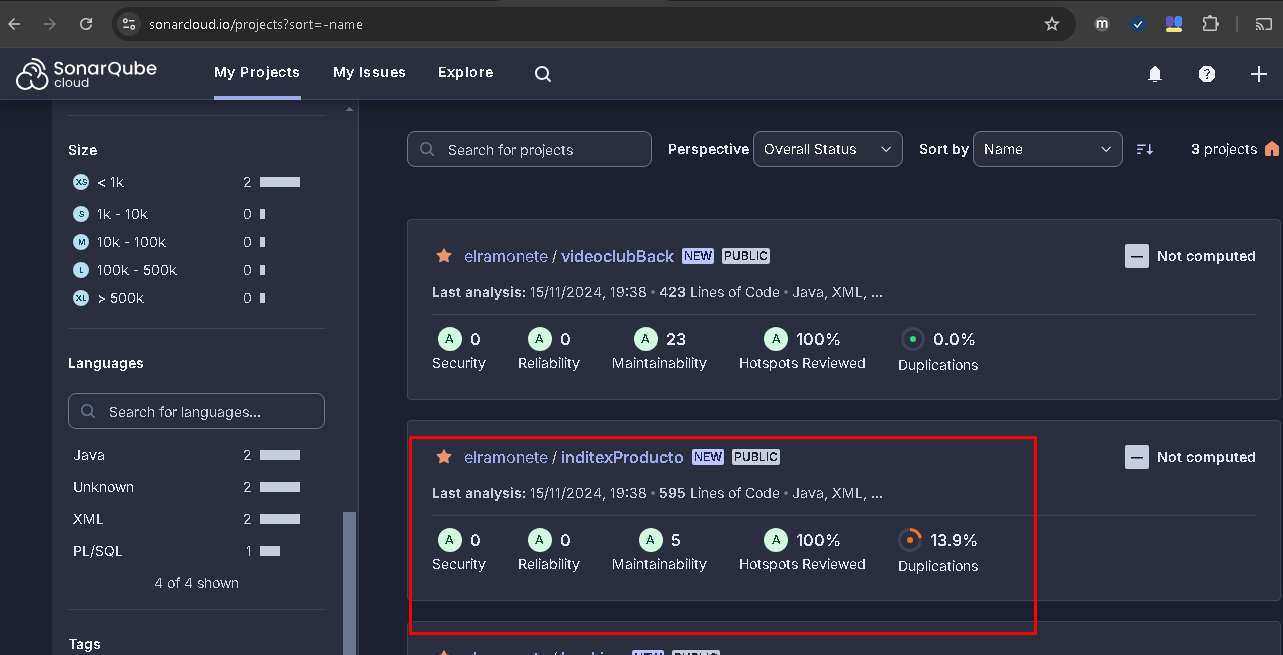 sonarcloud.io/projects?sort=-name
m
SonarQube cloud
My Projects
My Issues
Explore
?
Size
XS < 1k 2
S 1k - 10k 0
M 10k - 100k 0
L 100k - 500k 0
XL > 500k 0
Languages
Search for languages...
Java 2
Unknown 2
XML 2
PL/SQL 1
4 of 4 shown
Tags
Search for projects
Perspective Overall Status
Sort by Name
3 projects
elramonete / videoclubBack NEW PUBLIC
Not computed
Last analysis: 15/11/2024, 19:38 • 423 Lines of Code • Java, XML, ...
A 0 A 0 A 23 A 100% 0.0%
Security Reliability Maintainability Hotspots Reviewed Duplications
elramonete / inditexProducto NEW PUBLIC
Not computed
Last analysis: 15/11/2024, 19:38 • 595 Lines of Code • Java, XML, ...
A 0 A 0 A 5 A 100% 13.9%
Security Reliability Maintainability Hotspots Reviewed Duplications